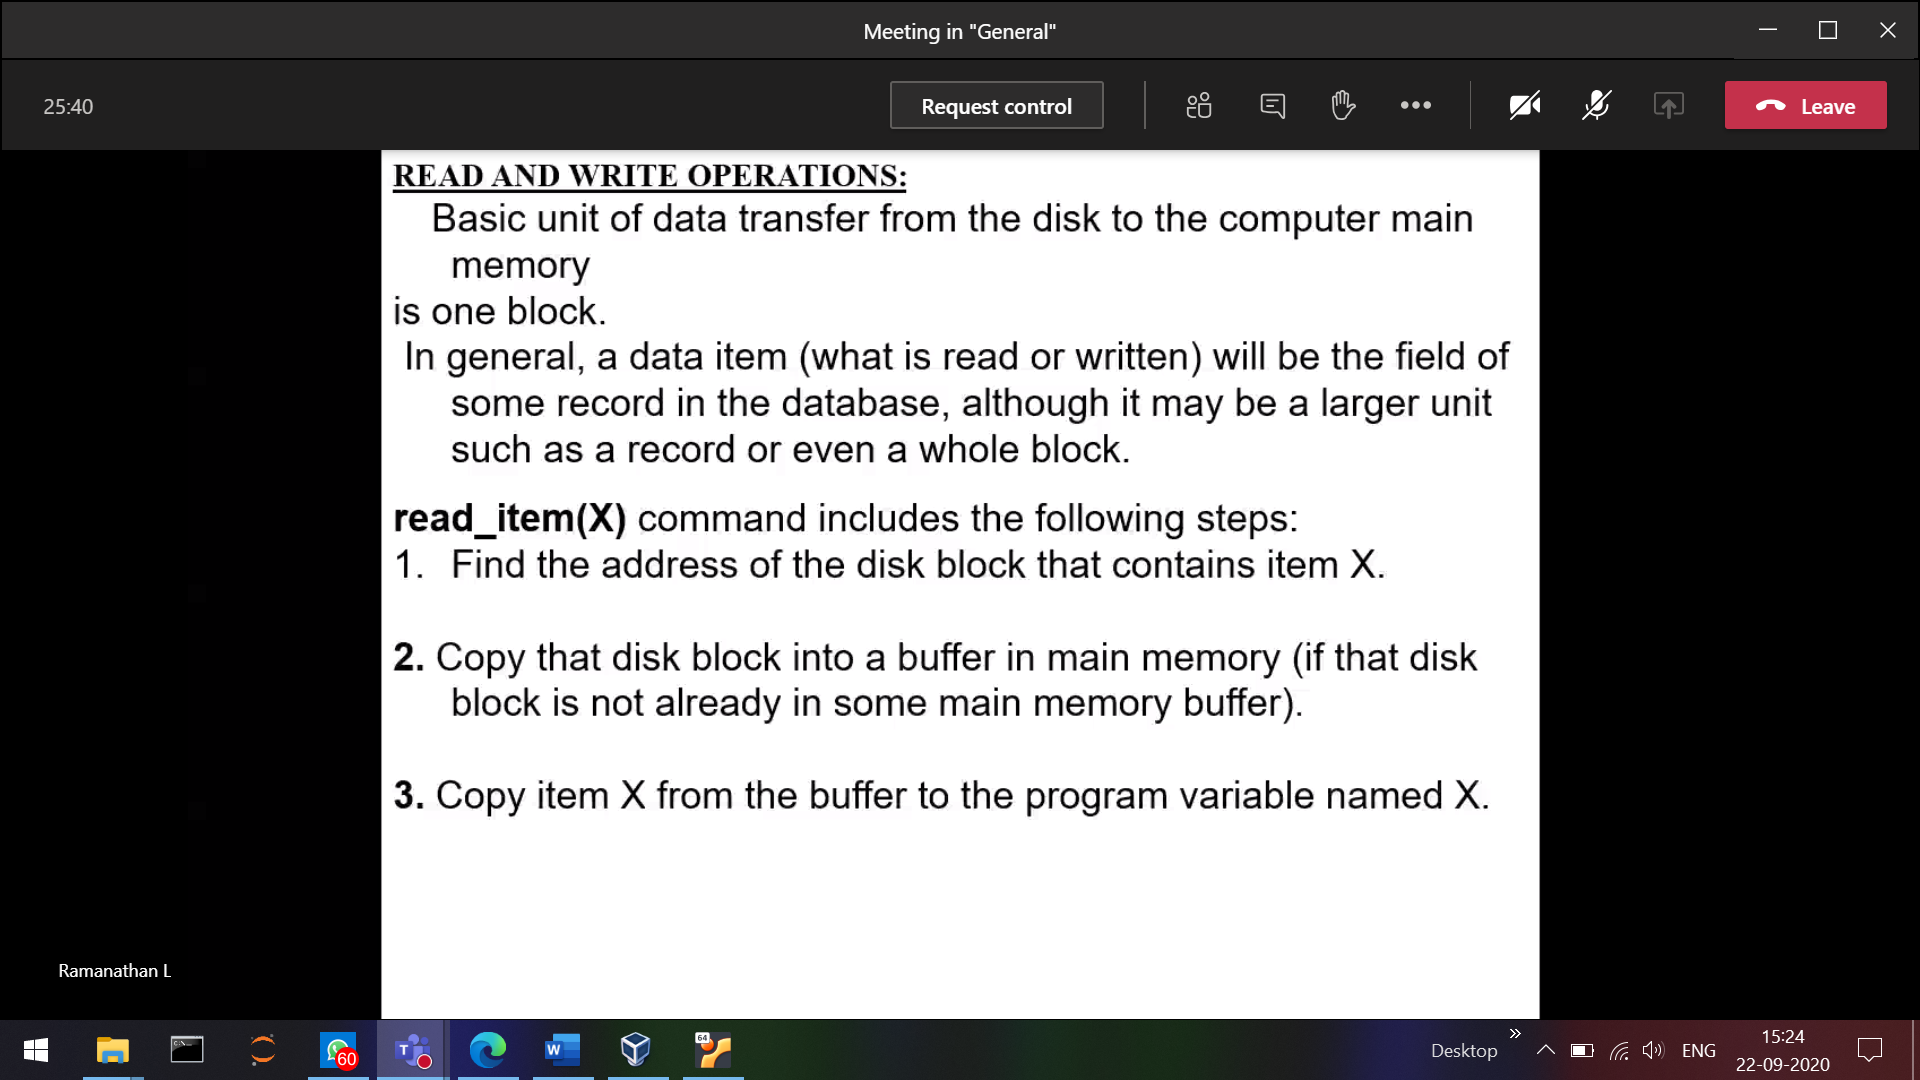 Meeting in "General"
25:40
Request control
Leave
READ AND WRITE OPERATIONS:
Basic unit of data transfer from the disk to the computer main
memory
is one block.
In general, a data item (what is read or written) will be the field of
some record in the database, although it may be a larger unit
such as a record or even a whole block.
read_item(X) command includes the following steps:
1. Find the address of the disk block that contains item X.
2. Copy that disk block into a buffer in main memory (if that disk
block is not already in some main memory buffer).
3. Copy item X from the buffer to the program variable named X.
Ramanathan L
C:\_
60
T
W
64
Desktop
ENG
15:24
22-09-2020